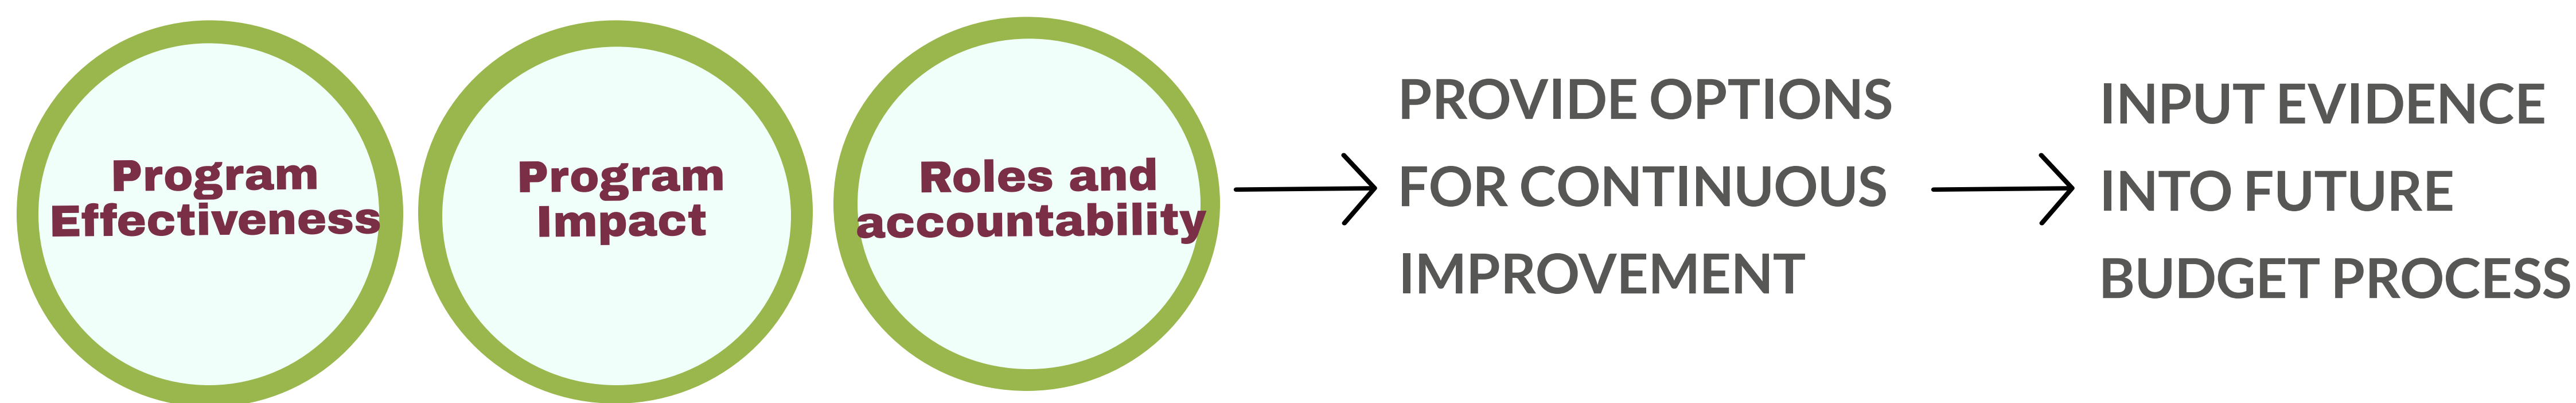 Program
Effectiveness
Program
Impact
Roles and
accountability
PROVIDE OPTIONS
FOR CONTINUOUS
IMPROVEMENT
INPUT EVIDENCE
INTO FUTURE
BUDGET PROCESS